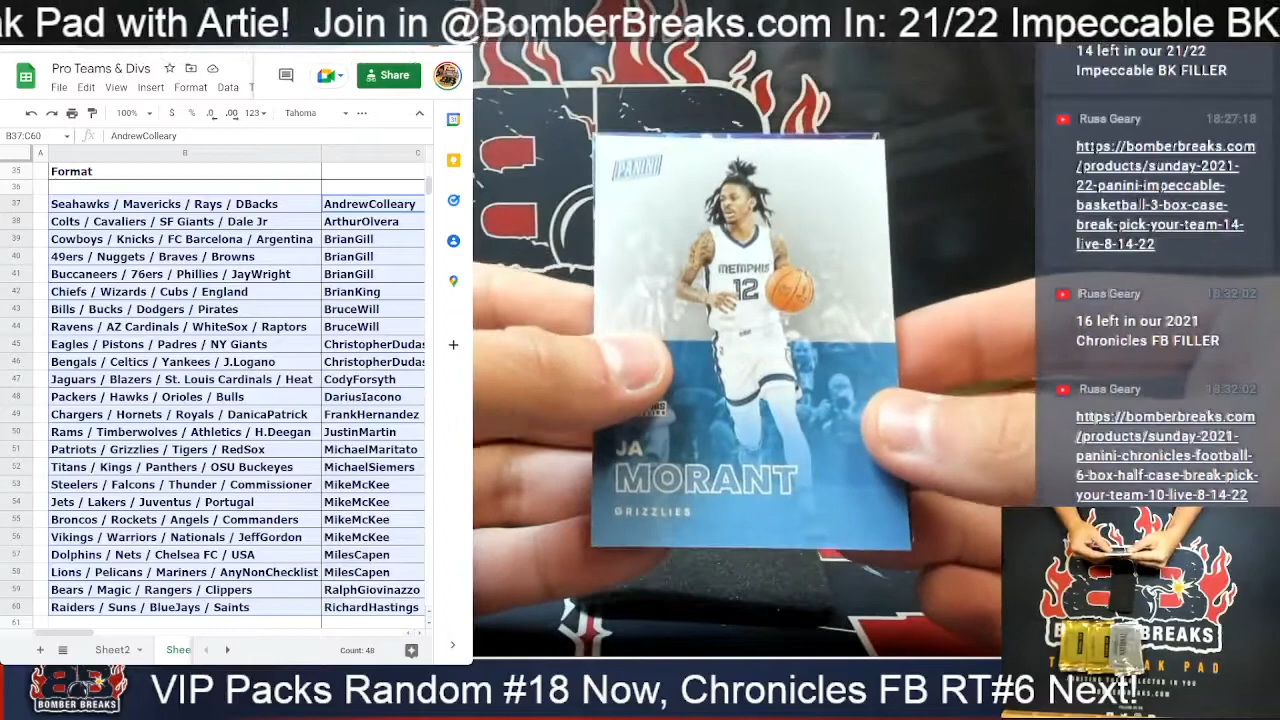 ak Pad with Artie!  Join in @BomberBreaks.com In: 21/22 Impeccable BK
Pro Teams & Divs
Share
File Edit View Insert Format Data
100% $ % .0 .00 123 Tahoma
B37:C60
AndrewColleary
A B C
35 Format
36
37 Seahawks / Mavericks / Rays / DBacks AndrewColleary
38 Colts / Cavaliers / SF Giants / Dale Jr ArthurOlvera
39 Cowboys / Knicks / FC Barcelona / Argentina BrianGill
40 49ers / Nuggets / Braves / Browns BrianGill
41 Buccaneers / 76ers / Phillies / JayWright BrianGill
42 Chiefs / Wizards / Cubs / England BrianKing
43 Bills / Bucks / Dodgers / Pirates BruceWill
44 Ravens / AZ Cardinals / WhiteSox / Raptors BruceWill
45 Eagles / Pistons / Padres / NY Giants ChristopherDudas
46 Bengals / Celtics / Yankees / J.Logano ChristopherDudas
47 Jaguars / Blazers / St. Louis Cardinals / Heat CodyForsyth
48 Packers / Hawks / Orioles / Bulls DariusIacono
49 Chargers / Hornets / Royals / DanicaPatrick FrankHernandez
50 Rams / Timberwolves / Athletics / H.Deegan JustinMartin
51 Patriots / Grizzlies / Tigers / RedSox MichaelMaritato
52 Titans / Kings / Panthers / OSU Buckeyes MichaelSiemers
53 Steelers / Falcons / Thunder / Commissioner MikeMcKee
54 Jets / Lakers / Juventus / Portugal MikeMcKee
55 Broncos / Rockets / Angels / Commanders MikeMcKee
56 Vikings / Warriors / Nationals / JeffGordon MikeMcKee
57 Dolphins / Nets / Chelsea FC / USA MilesCapen
58 Lions / Pelicans / Mariners / AnyNonChecklist MilesCapen
59 Bears / Magic / Rangers / Clippers RalphGiovinazzo
60 Raiders / Suns / BlueJays / Saints RichardHastings
61
Sheet2 Shee Count: 48
PANINI
MEMPHIS
12
JA
MORANT
GRIZZLIES
14 left in our 21/22
Impeccable BK FILLER
Russ Geary 18:27:18
https://bomberbreaks.com
/products/sunday-2021-
22-panini-impeccable-
basketball-3-box-case-
break-pick-your-team-14-
live-8-14-22
Russ Geary 18:32:02
16 left in our 2021
Chronicles FB FILLER
Russ Geary 18:32:02
https://bomberbreaks.com
/products/sunday-2021-
panini-chronicles-football-
6-box-half-case-break-pick-
your-team-10-live-8-14-22
BOMBER BREAKS
BOMBER BREAKS
VIP Packs Random #18 Now, Chronicles FB RT#6 Next!